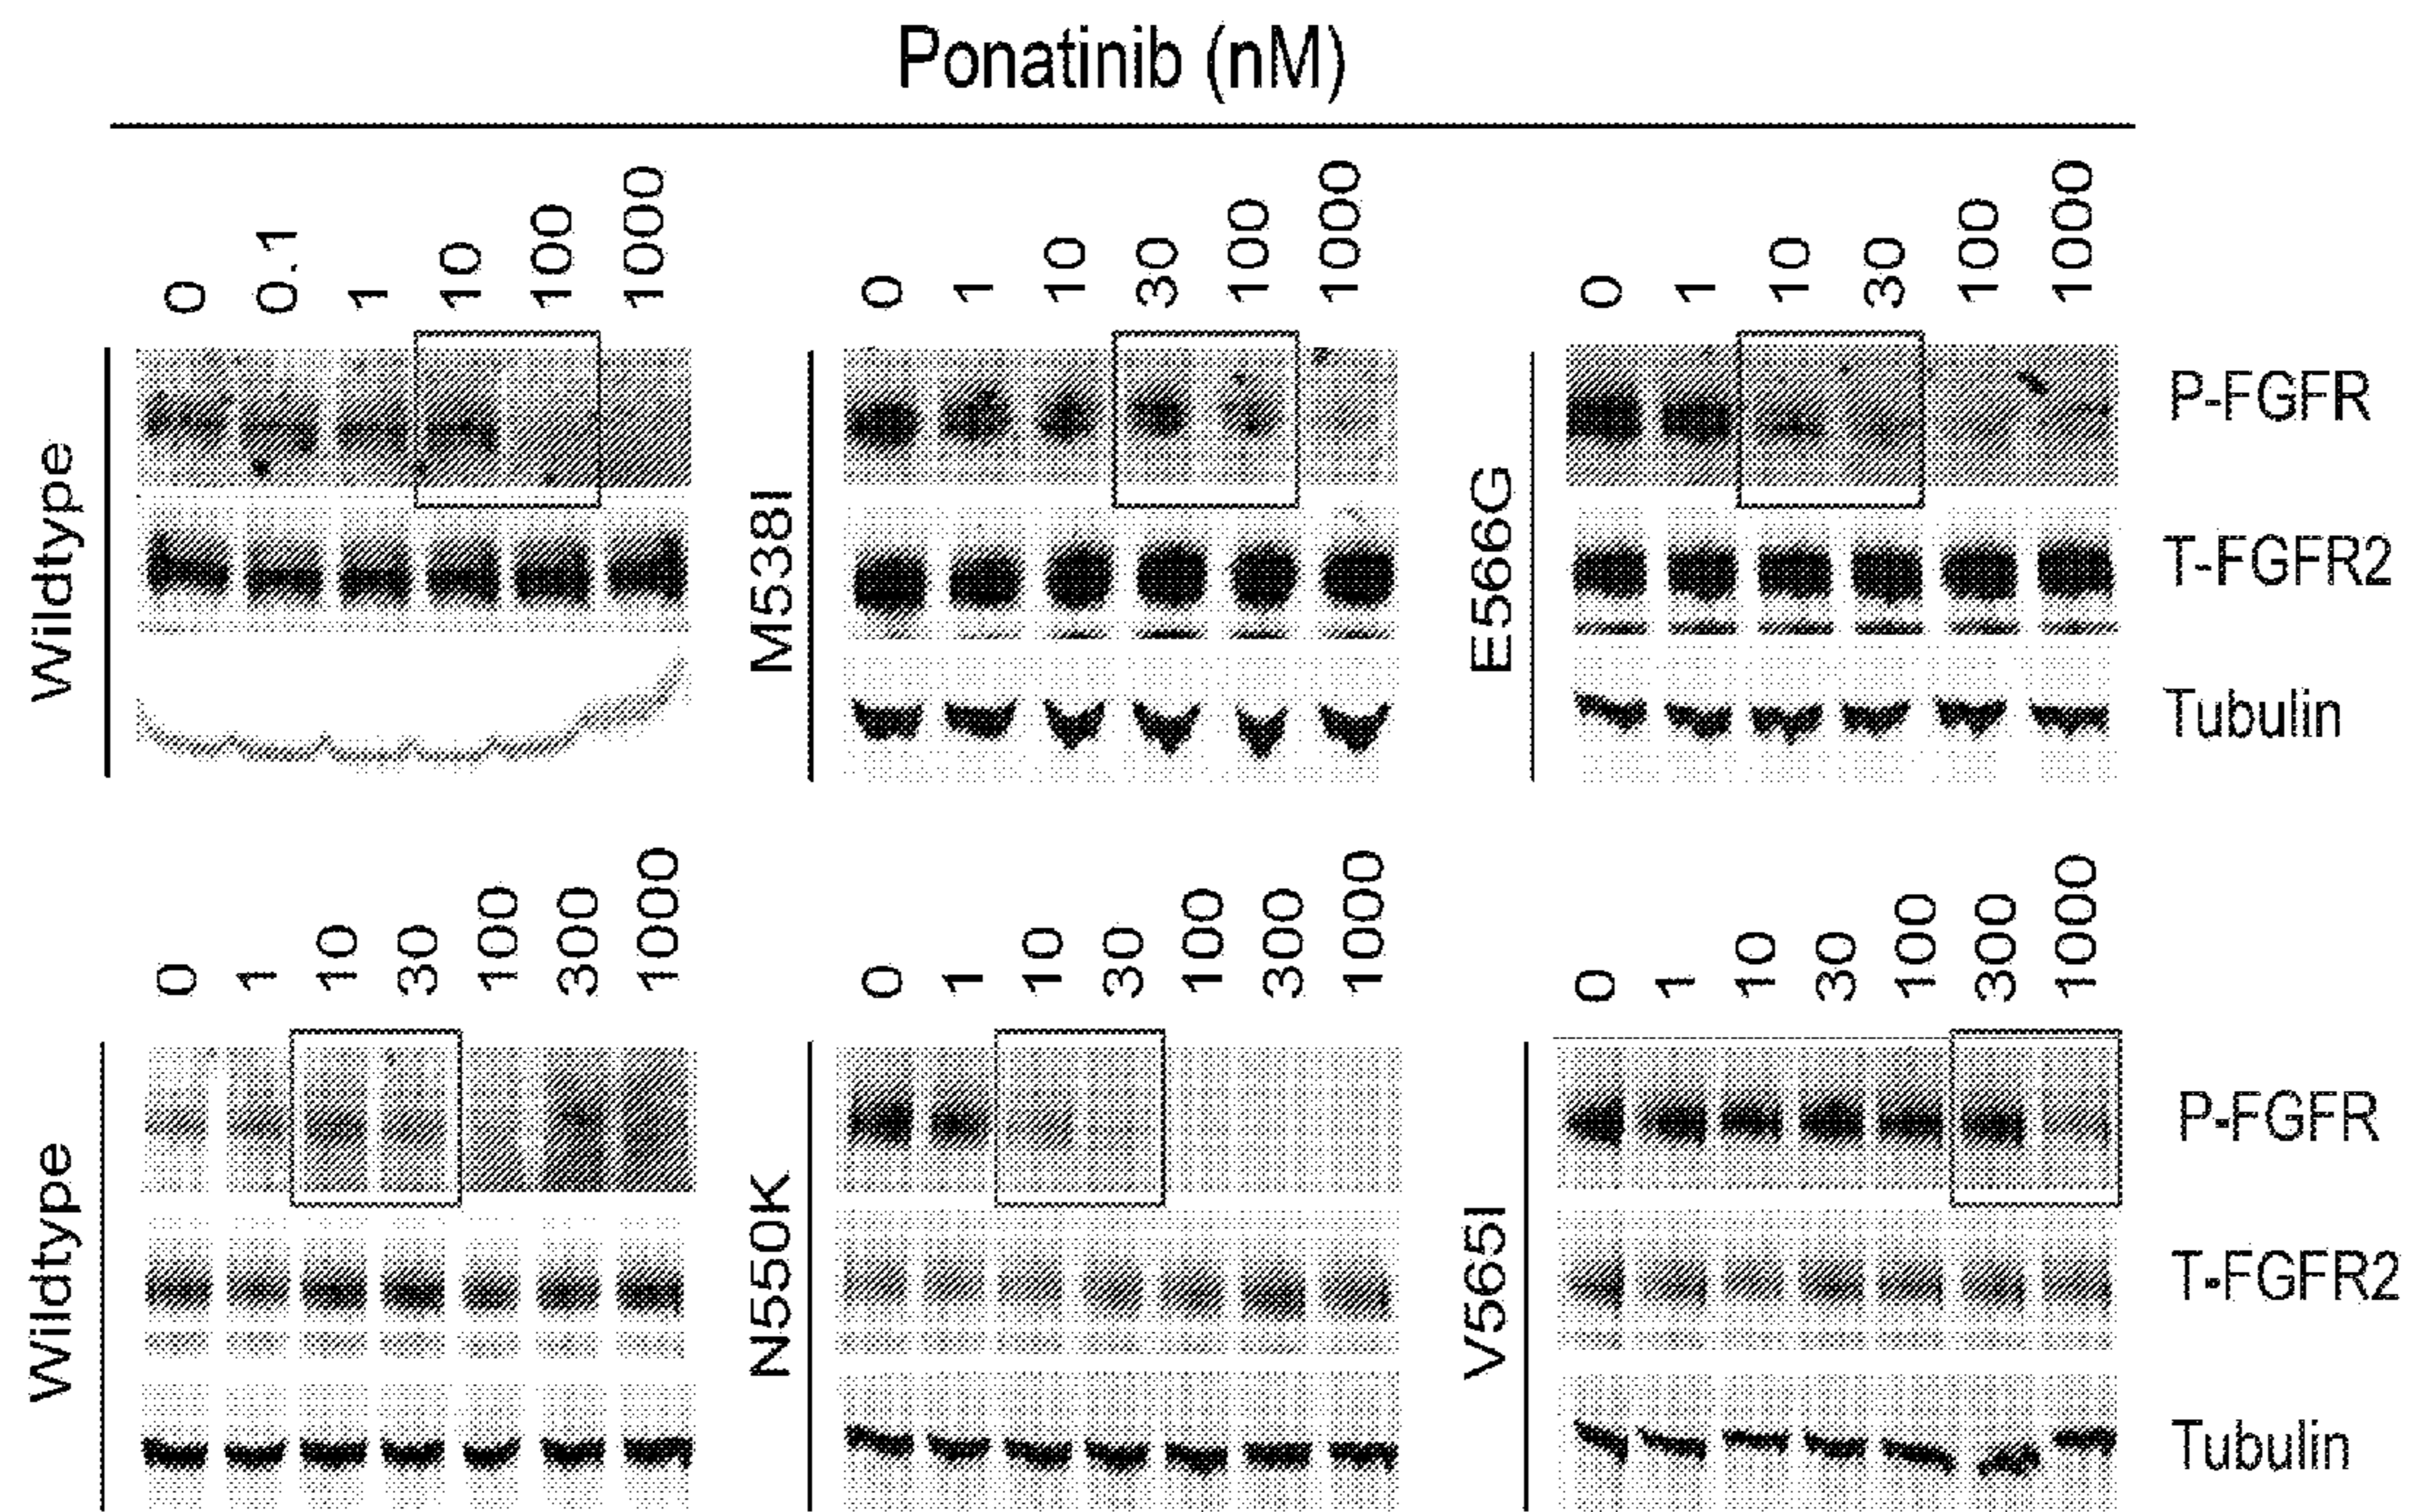 Ponatinib (nM)
0 0.1 1 10 100 1000
0 1 10 30 100 1000
0 1 10 30 100 1000
Wildtype
M538I
E566G
P-FGFR
T-FGFR2
Tubulin
0 1 10 30 100 300 1000
0 1 10 30 100 300 1000
0 1 10 30 100 300 1000
Wildtype
N550K
V565I
P-FGFR
T-FGFR2
Tubulin